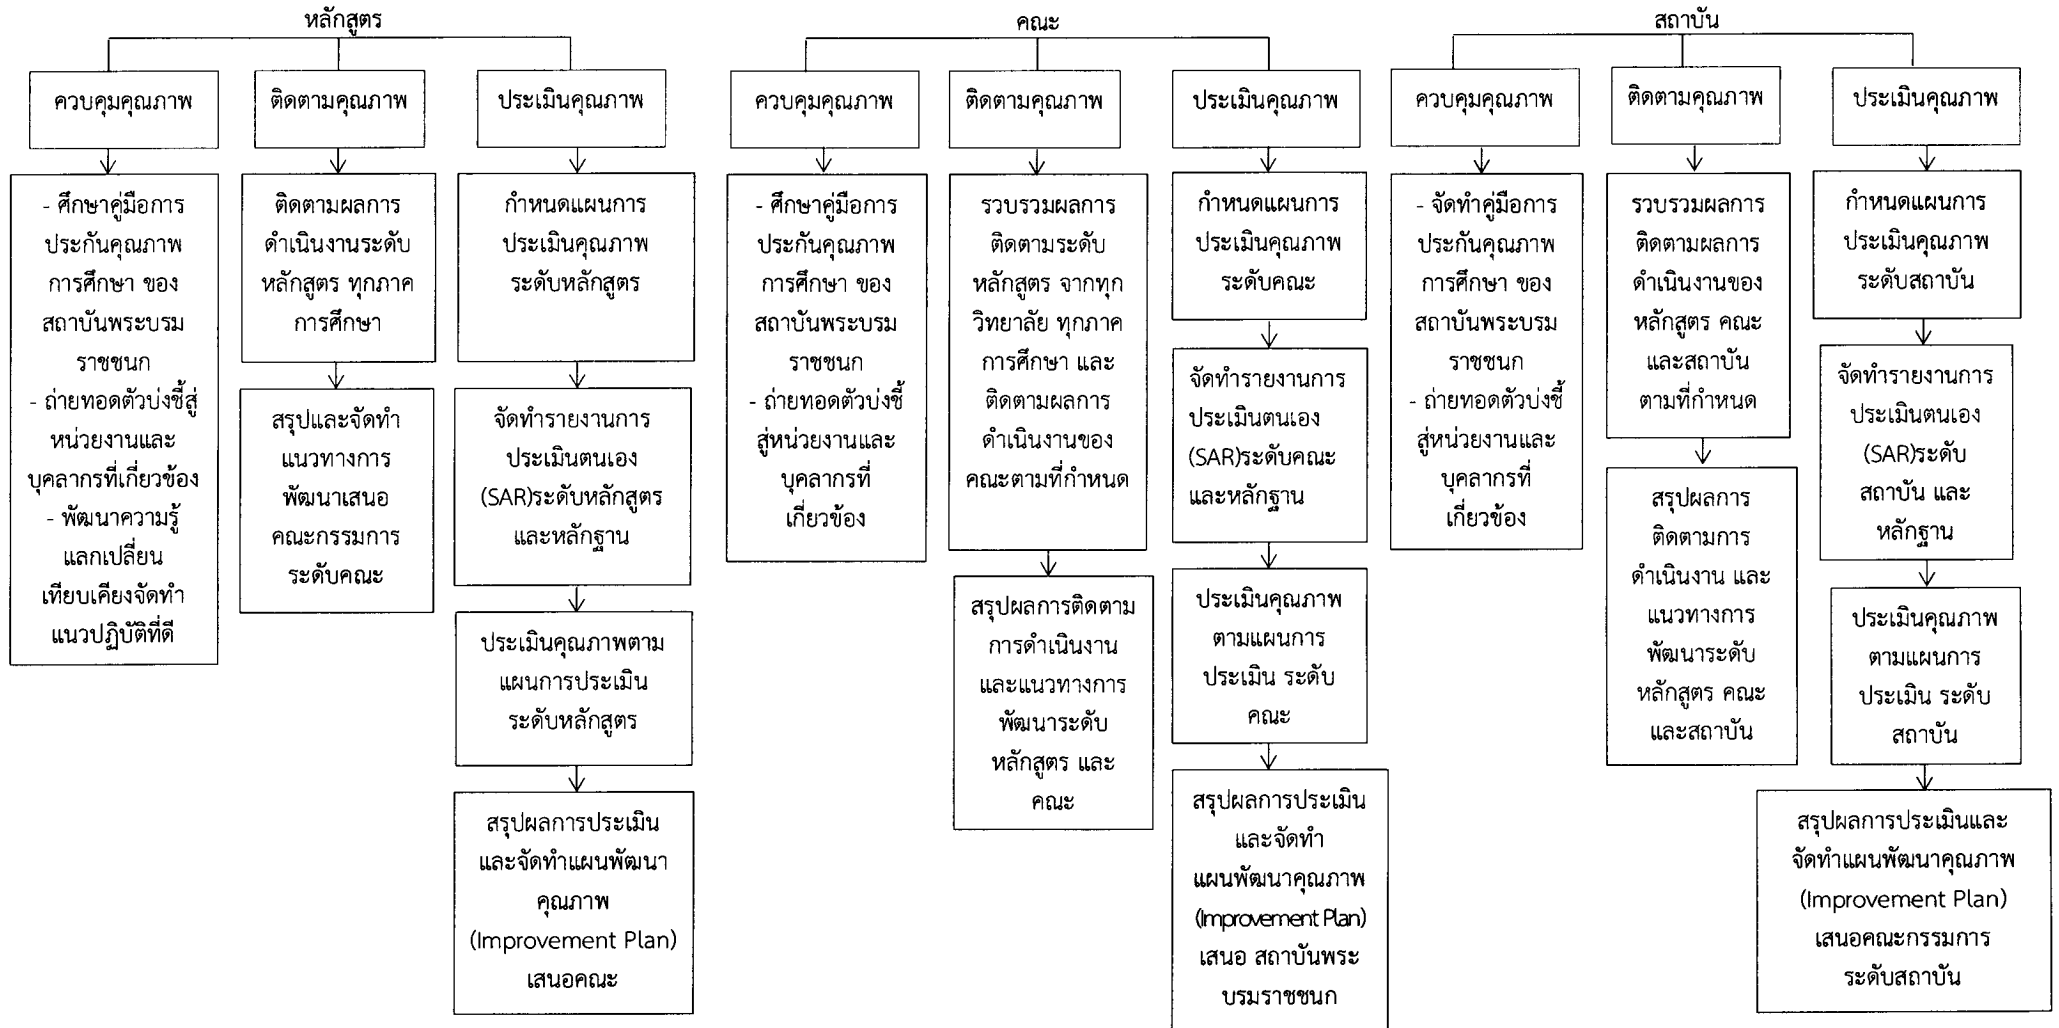 หลักสูตร
ควบคุมคุณภาพ
- ศึกษาคู่มือการ
ประกันคุณภาพ
การศึกษา ของ
สถาบันพระบรม
ราชชนก
- ถ่ายทอดตัวบ่งชี้สู่
หน่วยงานและ
บุคลากรที่เกี่ยวข้อง
- พัฒนาความรู้
แลกเปลี่ยน
เทียบเคียงจัดทำ
แนวปฏิบัติที่ดี
ติดตามคุณภาพ
ติดตามผลการ
ดำเนินงานระดับ
หลักสูตร ทุกภาค
การศึกษา
สรุปและจัดทำ
แนวทางการ
พัฒนาเสนอ
คณะกรรมการ
ระดับคณะ
ประเมินคุณภาพ
กำหนดแผนการ
ประเมินคุณภาพ
ระดับหลักสูตร
จัดทำรายงานการ
ประเมินตนเอง
(SAR)ระดับหลักสูตร
และหลักฐาน
ประเมินคุณภาพตาม
แผนการประเมิน
ระดับหลักสูตร
สรุปผลการประเมิน
และจัดทำแผนพัฒนา
คุณภาพ
(Improvement Plan)
เสนอคณะ
คณะ
ควบคุมคุณภาพ
- ศึกษาคู่มือการ
ประกันคุณภาพ
การศึกษา ของ
สถาบันพระบรม
ราชชนก
- ถ่ายทอดตัวบ่งชี้
สู่หน่วยงานและ
บุคลากรที่
เกี่ยวข้อง
ติดตามคุณภาพ
รวบรวมผลการ
ติดตามระดับ
หลักสูตร จากทุก
วิทยาลัย ทุกภาค
การศึกษา และ
ติดตามผลการ
ดำเนินงานของ
คณะตามที่กำหนด
สรุปผลการติดตาม
การดำเนินงาน
และแนวทางการ
พัฒนาระดับ
หลักสูตร และ
คณะ
ประเมินคุณภาพ
กำหนดแผนการ
ประเมินคุณภาพ
ระดับคณะ
จัดทำรายงานการ
ประเมินตนเอง
(SAR)ระดับคณะ
และหลักฐาน
ประเมินคุณภาพ
ตามแผนการ
ประเมิน ระดับ
คณะ
สรุปผลการประเมิน
และจัดทำ
แผนพัฒนาคุณภาพ
(Improvement Plan)
เสนอ สถาบันพระ
บรมราชชนก
สถาบัน
ควบคุมคุณภาพ
- จัดทำคู่มือการ
ประกันคุณภาพ
การศึกษา ของ
สถาบันพระบรม
ราชชนก
- ถ่ายทอดตัวบ่งชี้
สู่หน่วยงานและ
บุคลากรที่
เกี่ยวข้อง
ติดตามคุณภาพ
รวบรวมผลการ
ติดตามผลการ
ดำเนินงานของ
หลักสูตร คณะ
และสถาบัน
ตามที่กำหนด
สรุปผลการ
ติดตามการ
ดำเนินงาน และ
แนวทางการ
พัฒนาระดับ
หลักสูตร คณะ
และสถาบัน
ประเมินคุณภาพ
กำหนดแผนการ
ประเมินคุณภาพ
ระดับสถาบัน
จัดทำรายงานการ
ประเมินตนเอง
(SAR)ระดับ
สถาบัน และ
หลักฐาน
ประเมินคุณภาพ
ตามแผนการ
ประเมิน ระดับ
สถาบัน
สรุปผลการประเมินและ
จัดทำแผนพัฒนาคุณภาพ
(Improvement Plan)
เสนอคณะกรรมการ
ระดับสถาบัน